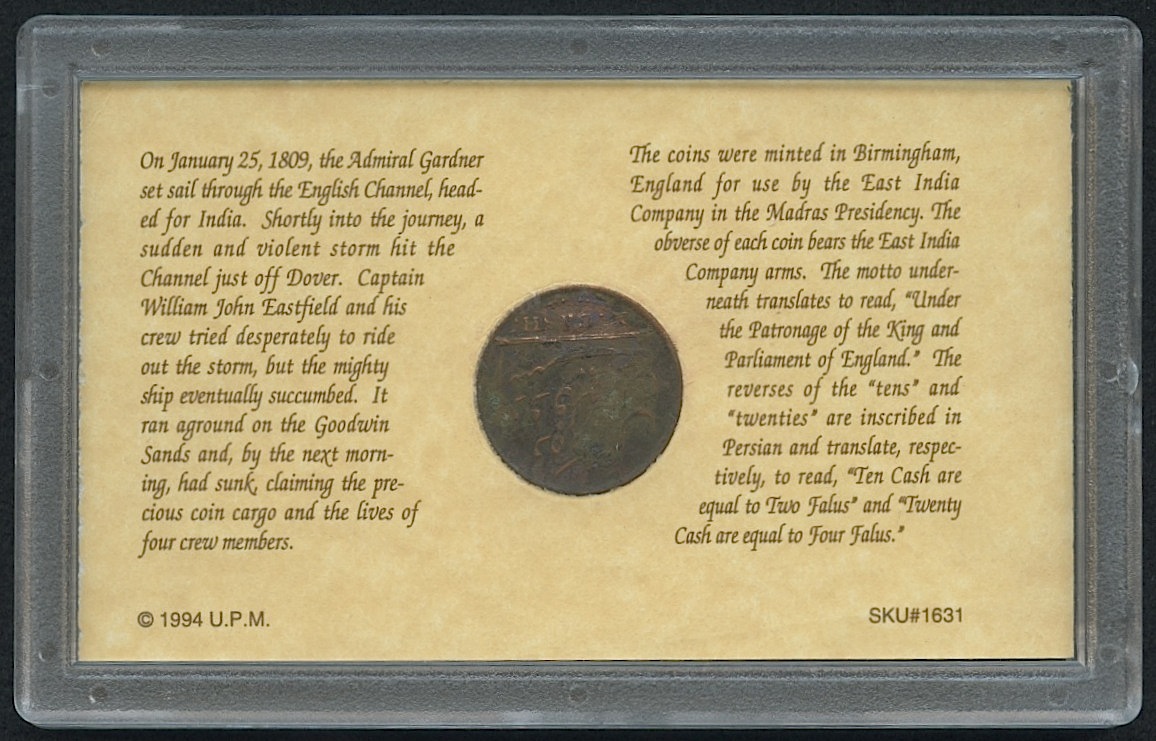 On January 25, 1809, the Admiral Gardner
set sail through the English Channel, head-
ed for India. Shortly into the journey, a
sudden and violent storm hit the
Channel just off Dover. Captain
William John Eastfield and his
crew tried desperately to ride
out the storm, but the mighty
ship eventually succumbed. It
ran aground on the Goodwin
Sands and, by the next morn-
ing, had sunk, claiming the pre-
cious coin cargo and the lives of
four crew members.
The coins were minted in Birmingham,
England for use by the East India
Company in the Madras Presidency. The
obverse of each coin bears the East India
Company arms. The motto under-
neath translates to read, "Under
the Patronage of the King and
Parliament of England." The
reverses of the "tens" and
"twenties" are inscribed in
Persian and translate, respec-
tively, to read, "Ten Cash are
equal to Two Falus" and "Twenty
Cash are equal to Four Falus."
© 1994 U.P.M.
SKU#1631